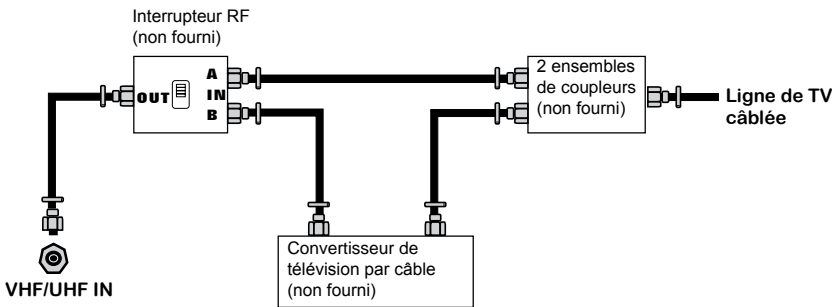 Interrupteur RF
(non fourni)
A
OUT
IN
B
2 ensembles
de coupleurs
(non fourni)
Ligne de TV
câblée
Convertisseur de
télévision par câble
(non fourni)
VHF/UHF IN